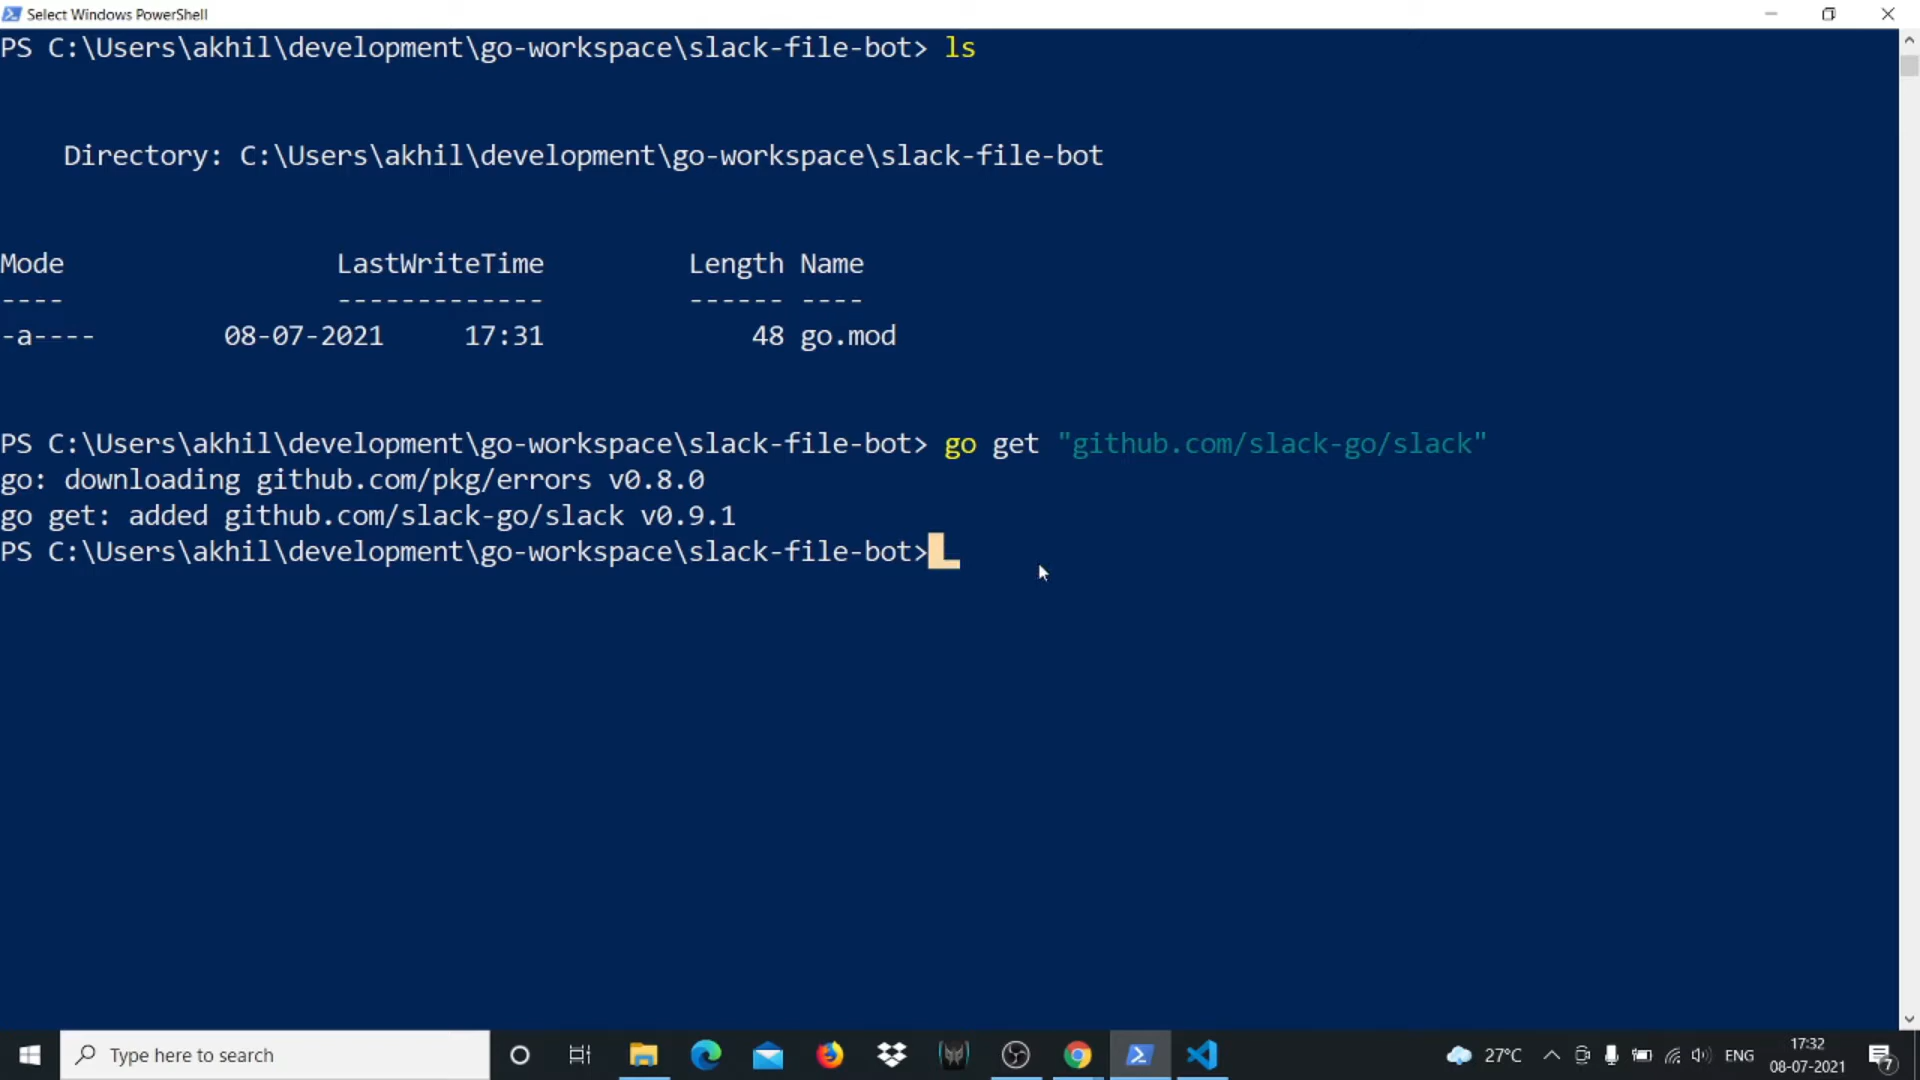 Select Windows PowerShell
PS C:\Users\akhil\development\go-workspace\slack-file-bot> ls
Directory: C:\Users\akhil\development\go-workspace\slack-file-bot
Mode LastWriteTime Length Name
---- ------------- ------ ----
-a---- 08-07-2021 17:31 48 go.mod
PS C:\Users\akhil\development\go-workspace\slack-file-bot> go get "github.com/slack-go/slack"
go: downloading github.com/pkg/errors v0.8.0
go get: added github.com/slack-go/slack v0.9.1
PS C:\Users\akhil\development\go-workspace\slack-file-bot>
Type here to search
27°C
ENG
17:32
08-07-2021
7